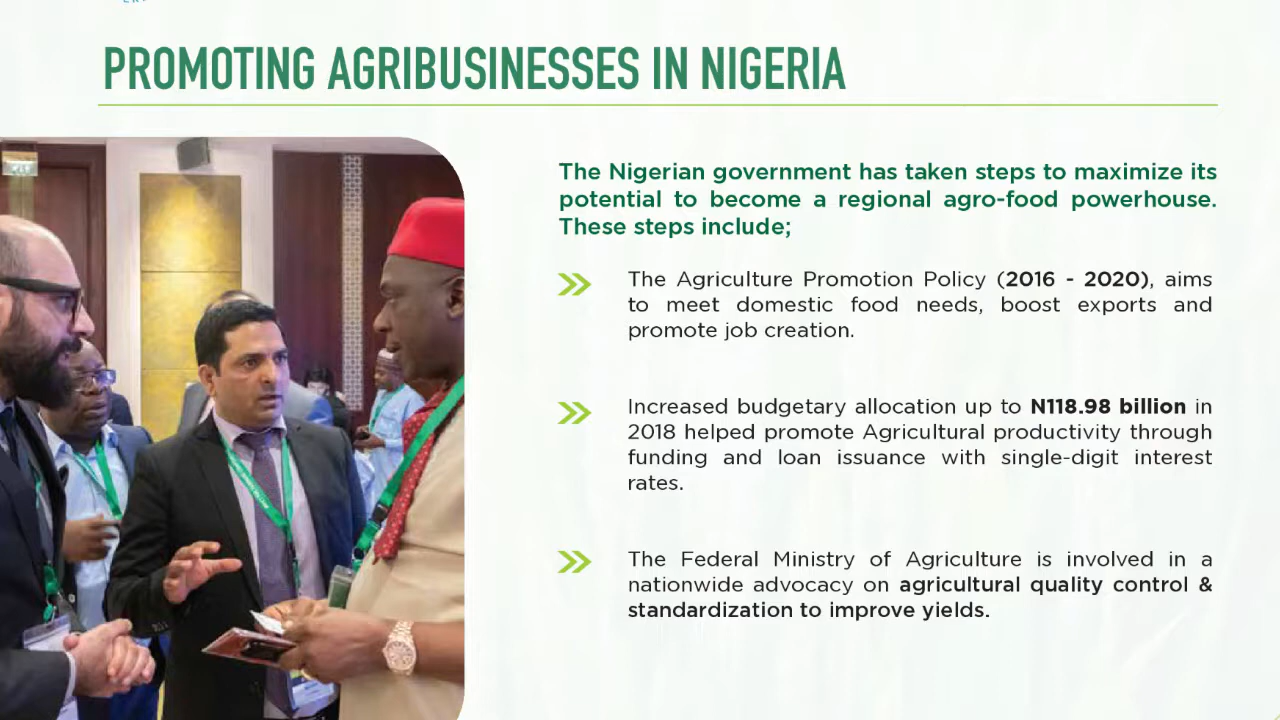 PROMOTING AGRIBUSINESSES IN NIGERIA
The Nigerian government has taken steps to maximize its
potential to become a regional agro-food powerhouse.
These steps include;
The Agriculture Promotion Policy (2016 - 2020), aims
to meet domestic food needs, boost exports and
promote job creation.
Increased budgetary allocation up to N118.98 billion in
2018 helped promote Agricultural productivity through
funding and loan issuance with single-digit interest
rates.
The Federal Ministry of Agriculture is involved in a
nationwide advocacy on agricultural quality control &
standardization to improve yields.